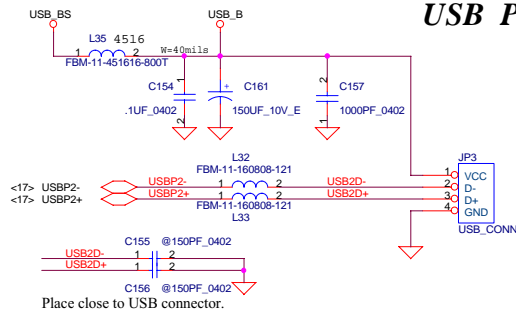 USB_BS USB_B USB P
L35 4516
1 2 W=40mils
FBM-11-451616-800T
C154 1 2 .1UF_0402
+ C161 150UF_10V_E
2 C157 1 1000PF_0402
L32
FBM-11-160808-121
JP3
<17> USBP2- USBP2- 1 2 USB2D-
<17> USBP2+ USBP2+ 1 2 USB2D+
FBM-11-160808-121
L33
1 VCC
2 D-
3 D+
4 GND
USB_CONN
C155 @150PF_0402
USB2D- 1 2
USB2D+ 1 2
C156 @150PF_0402
Place close to USB connector.